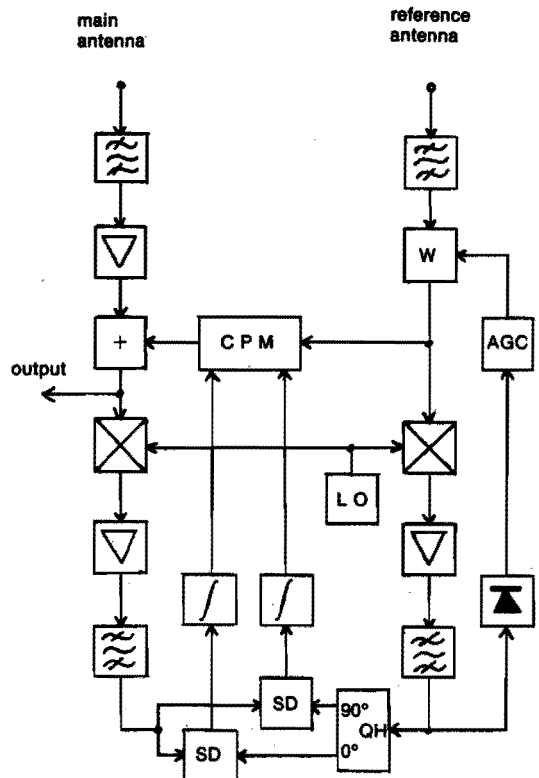 main
antenna
reference
antenna
W
+
C P M
AGC
output
L O
∫
∫
SD
90°
QH
0°
SD